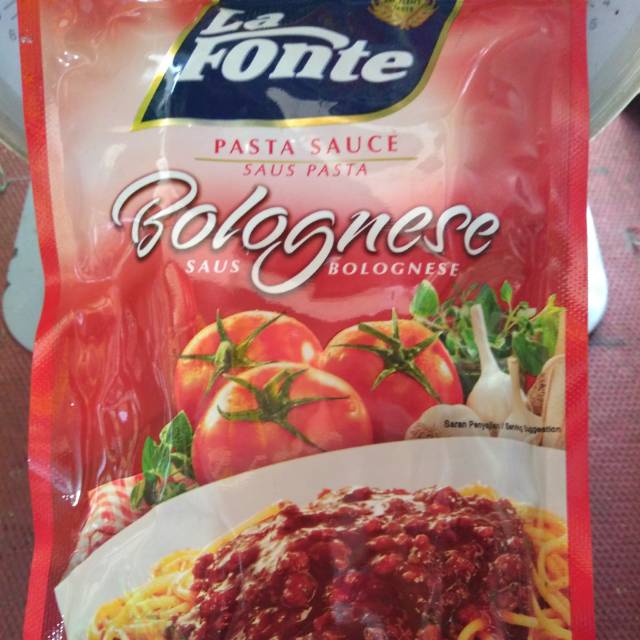 La
FONTE
PASTA SAUCE
SAUS PASTA
Bolognese
SAUS BOLOGNESE
Saran Penyajian / Serving Suggestion